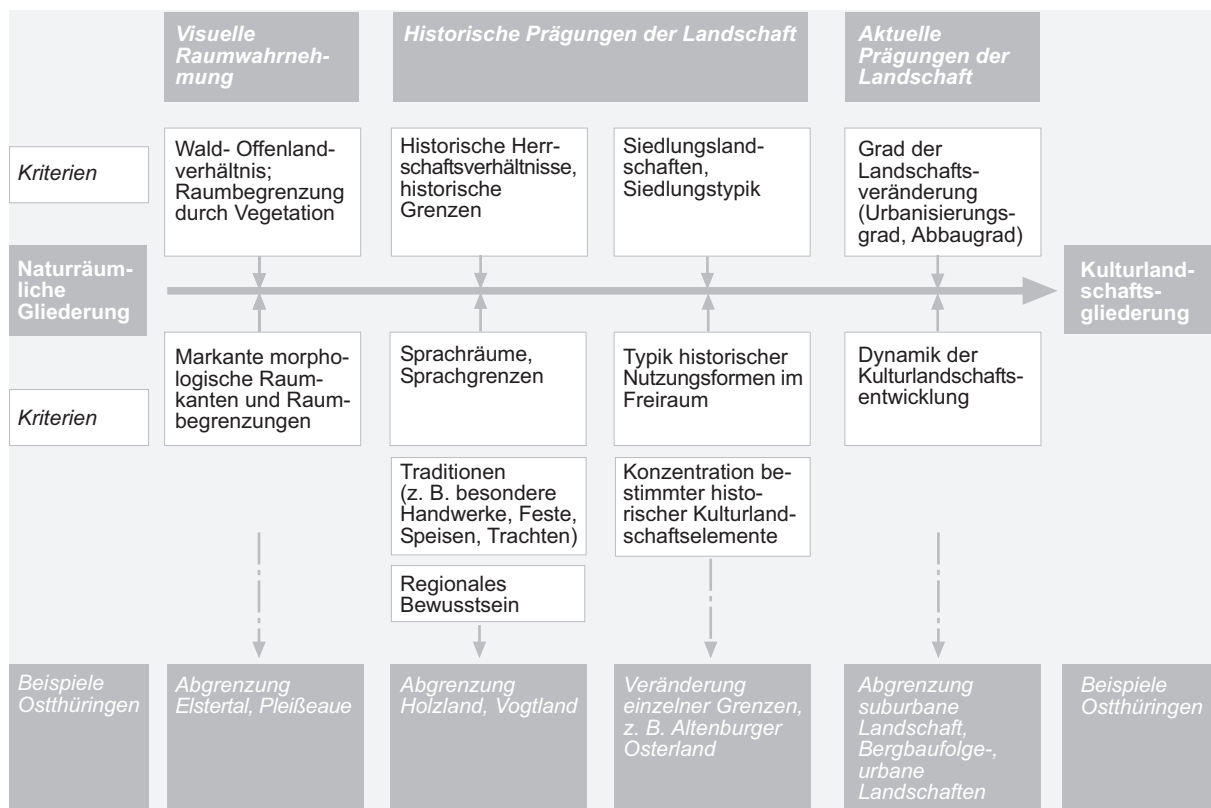 Visuelle
Raumwahrneh-
mung
Historische Prägungen der Landschaft
Aktuelle
Prägungen der
Landschaft
Kriterien
Wald- Offenland-
verhältnis;
Raumbegrenzung
durch Vegetation
Historische Herr-
schaftsverhältnisse,
historische
Grenzen
Siedlungsland-
schaften,
Siedlungstypik
Grad der
Landschafts-
veränderung
(Urbanisierungs-
grad, Abbaugrad)
Naturräum-
liche
Gliederung
Kulturland-
schafts-
gliederung
Kriterien
Markante morpho-
logische Raum-
kanten und Raum-
begrenzungen
Sprachräume,
Sprachgrenzen
Typik historischer
Nutzungsformen im
Freiraum
Dynamik der
Kulturlandschafts-
entwicklung
Traditionen
(z. B. besondere
Handwerke, Feste,
Speisen, Trachten)
Konzentration be-
stimmter histo-
rischer Kulturland-
schaftselemente
Regionales
Bewusstsein
Beispiele
Ostthüringen
Abgrenzung
Elstertal, Pleißeaue
Abgrenzung
Holzland, Vogtland
Veränderung
einzelner Grenzen,
z. B. Altenburger
Osterland
Abgrenzung
suburbane
Landschaft,
Bergbaufolge-,
urbane
Landschaften
Beispiele
Ostthüringen